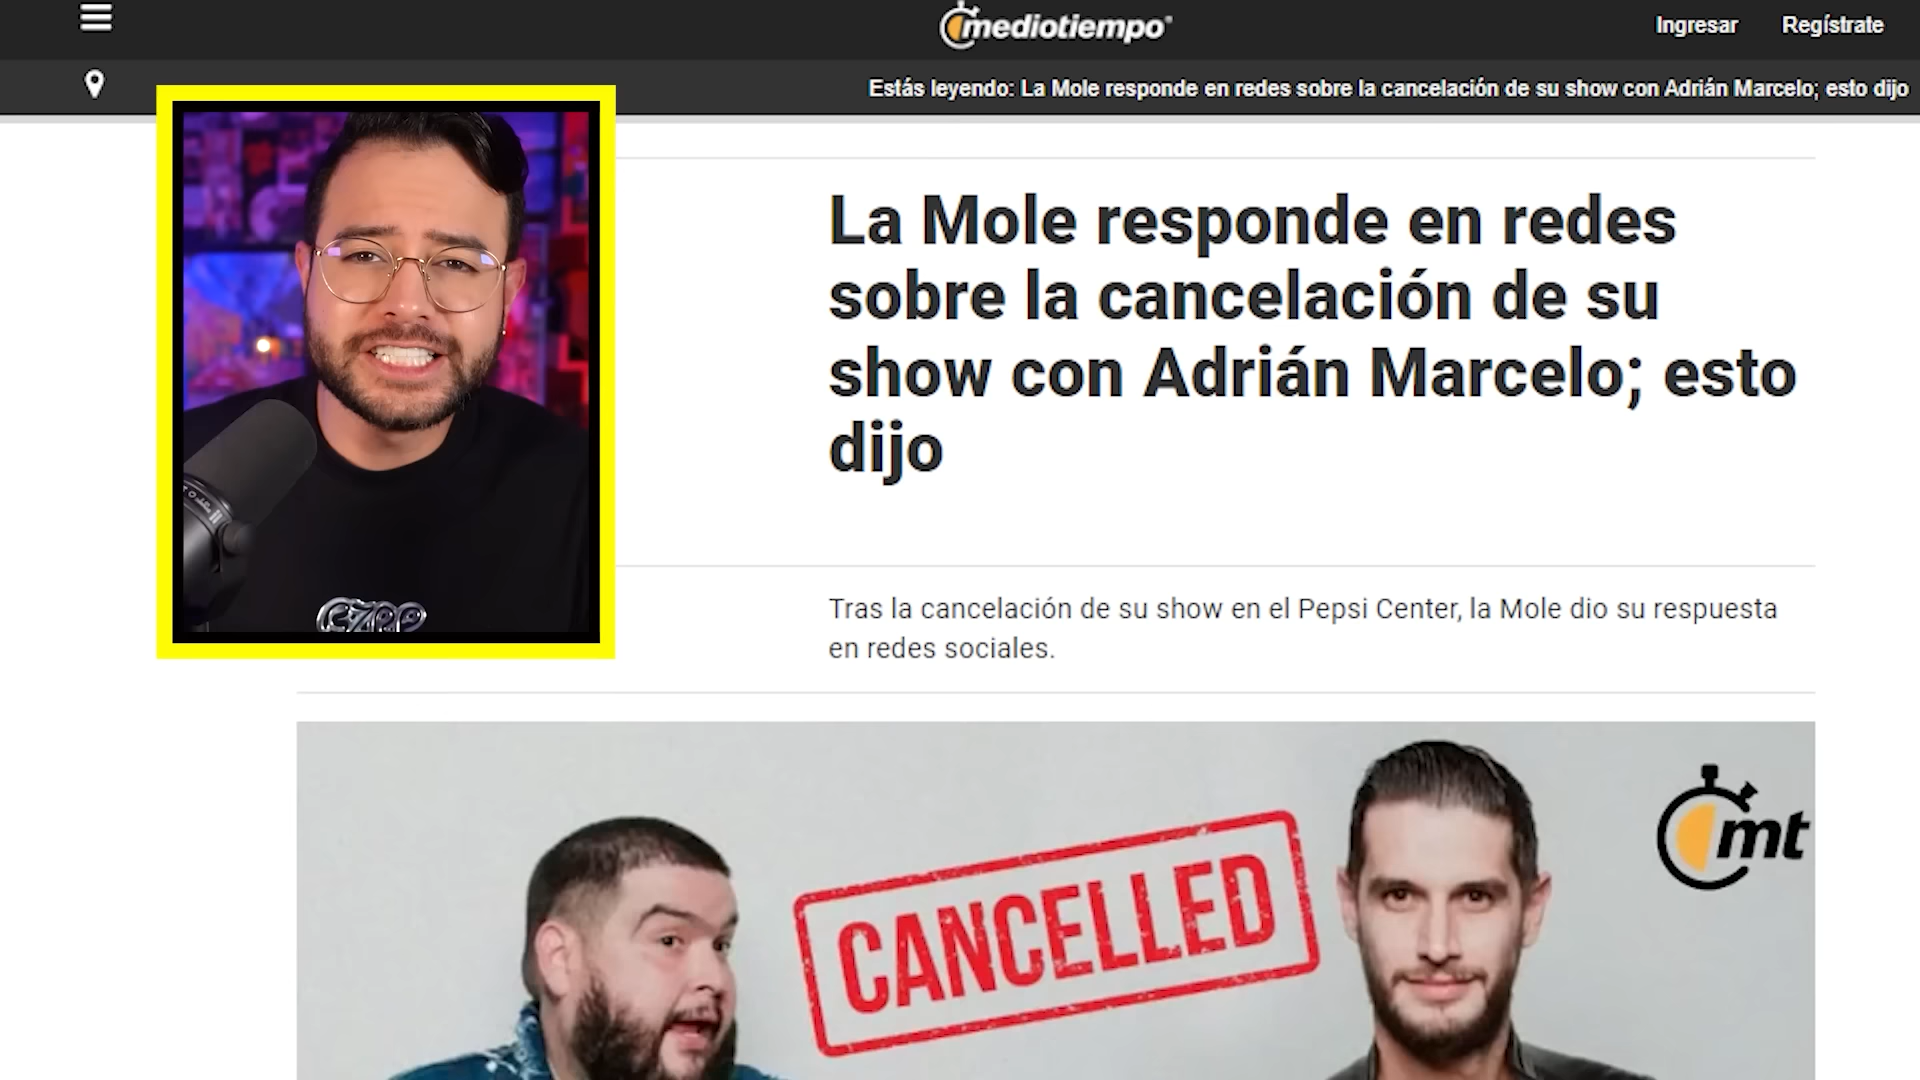 mediotiempo
Ingresar
Regístrate
Estás leyendo: La Mole responde en redes sobre la cancelación de su show con Adrián Marcelo; esto dijo
La Mole responde en redes
sobre la cancelación de su
show con Adrián Marcelo; esto
dijo
Tras la cancelación de su show en el Pepsi Center, la Mole dio su respuesta
en redes sociales.
CANCELLED
mt